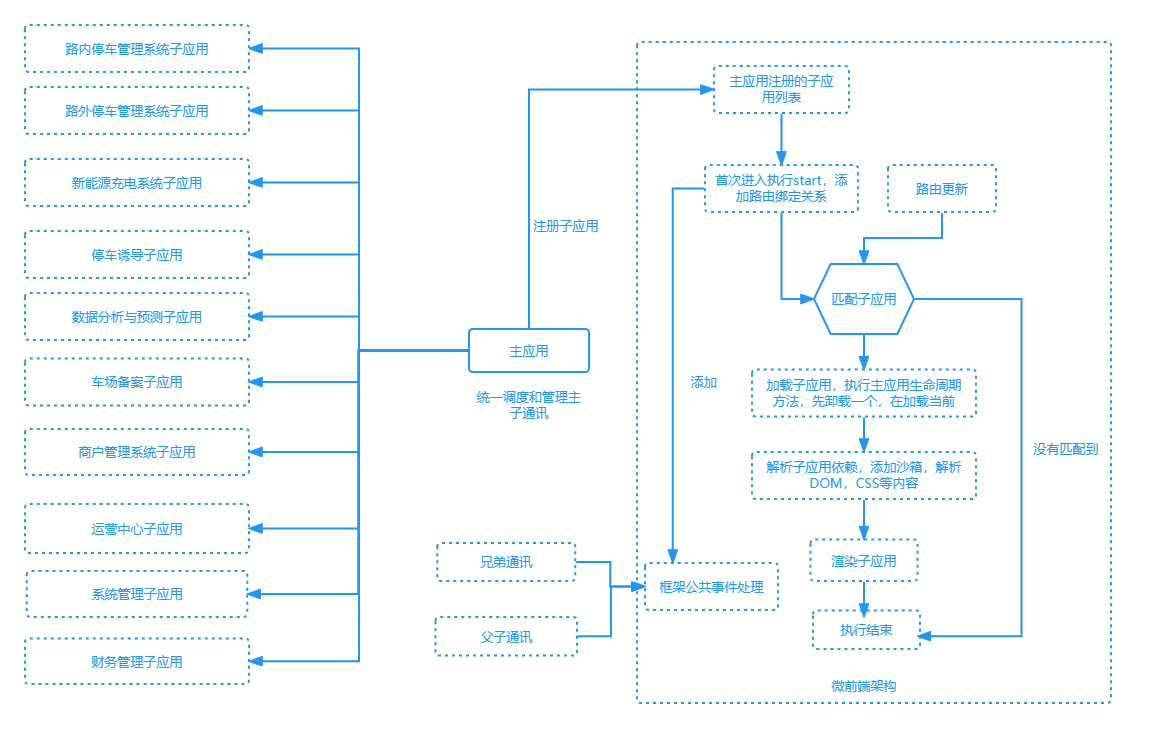 路内停车管理系统子应用
路外停车管理系统子应用
新能源充电系统子应用
停车诱导子应用
数据分析与预测子应用
车场备案子应用
商户管理系统子应用
运营中心子应用
系统管理子应用
财务管理子应用
注册子应用
主应用
统一调度和管理主
子通讯
兄弟通讯
父子通讯
主应用注册的子应
用列表
首次进入执行start，添
加路由绑定关系
路由更新
匹配子应用
添加
加载子应用，执行主应用生命周期
方法，先卸载一个，在加载当前
没有匹配到
解析子应用依赖，添加沙箱，解析
DOM，CSS等内容
渲染子应用
框架公共事件处理
执行结束
微前端架构